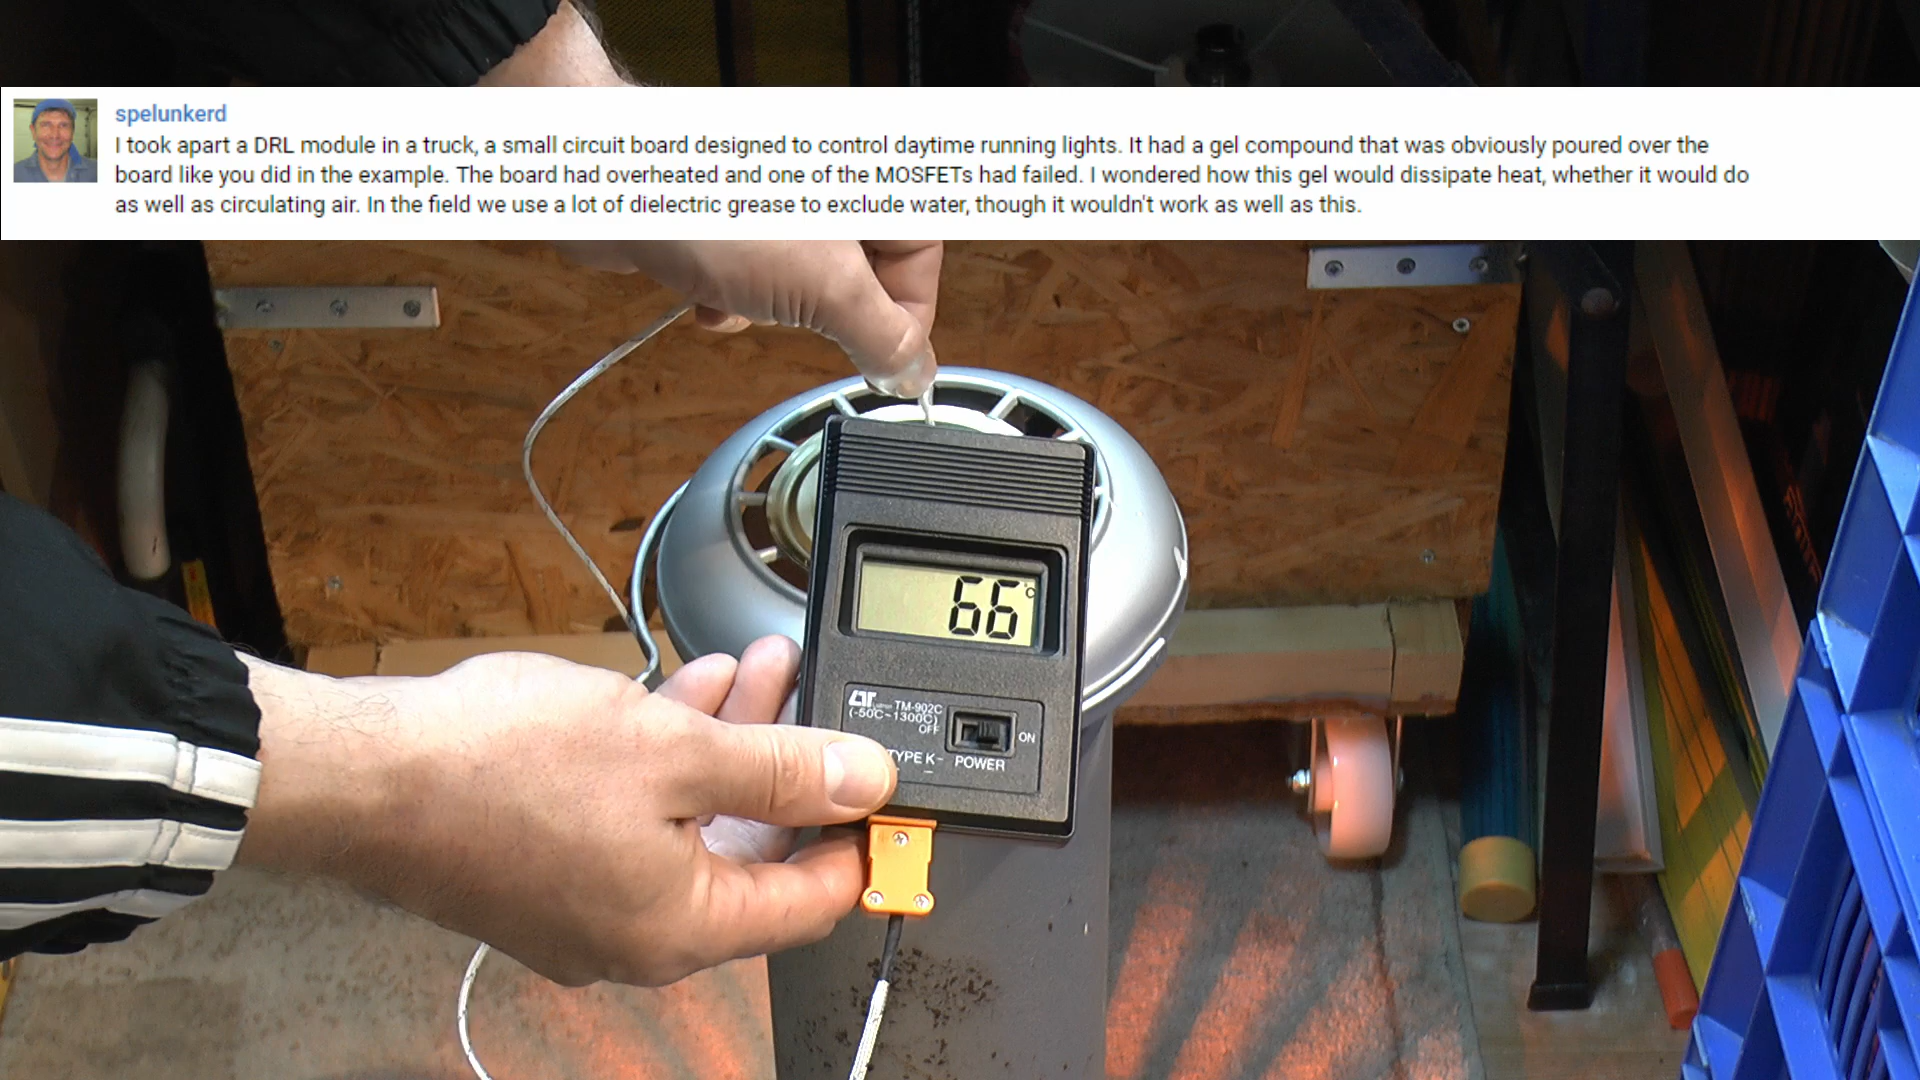 spelunkerd
I took apart a DRL module in a truck, a small circuit board designed to control daytime running lights. It had a gel compound that was obviously poured over the
board like you did in the example. The board had overheated and one of the MOSFETs had failed. I wondered how this gel would dissipate heat, whether it would do
as well as circulating air. In the field we use a lot of dielectric grease to exclude water, though it wouldn't work as well as this.
66 °C
TM-902C
(-50°C~1300°C)
OFF
ON
TYPE K
POWER